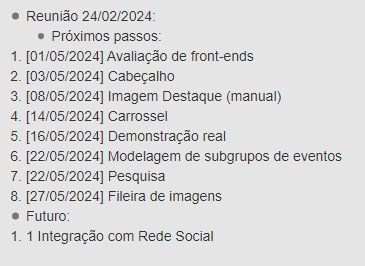 Reunião 24/02/2024:
Próximos passos:
1. [01/05/2024] Avaliação de front-ends
2. [03/05/2024] Cabeçalho
3. [08/05/2024] Imagem Destaque (manual)
4. [14/05/2024] Carrossel
5. [16/05/2024] Demonstração real
6. [22/05/2024] Modelagem de subgrupos de eventos
7. [22/05/2024] Pesquisa
8. [27/05/2024] Fileira de imagens
Futuro:
1. 1 Integração com Rede Social